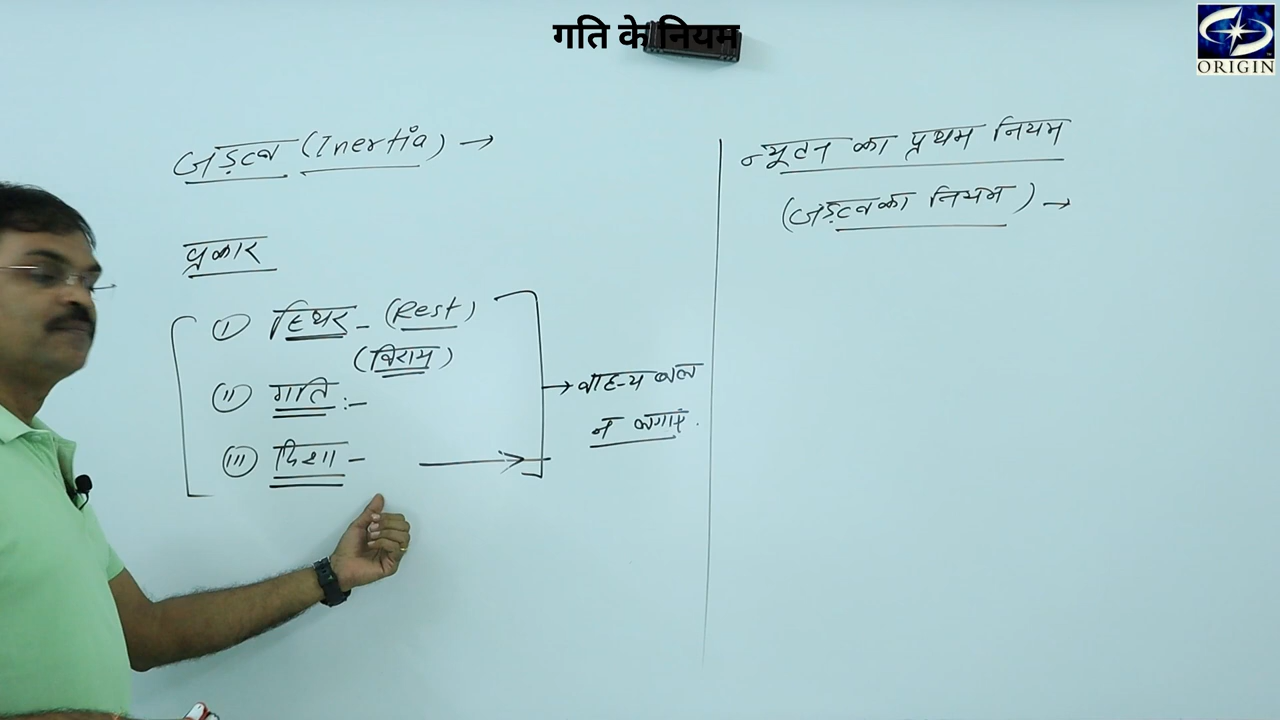 गति के नियम
ORIGIN
जड़त्व (Inertia) →
प्रकार
(i) स्थिर - (Rest)
(विराम)
(ii) गति :-
(iii) दिशा -
→ वाह्य बल
न लगाएं.
न्यूटन का प्रथम नियम
(जड़त्व का नियम) →